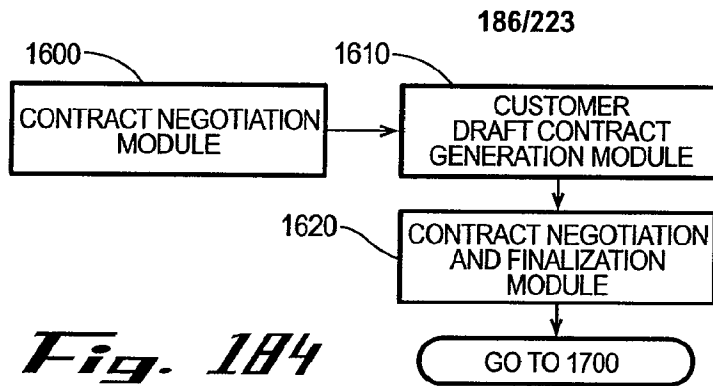 186/223
1600
1610
CONTRACT NEGOTIATION
MODULE
CUSTOMER
DRAFT CONTRACT
GENERATION MODULE
1620
CONTRACT NEGOTIATION
AND FINALIZATION
MODULE
GO TO 1700
Fig. 184